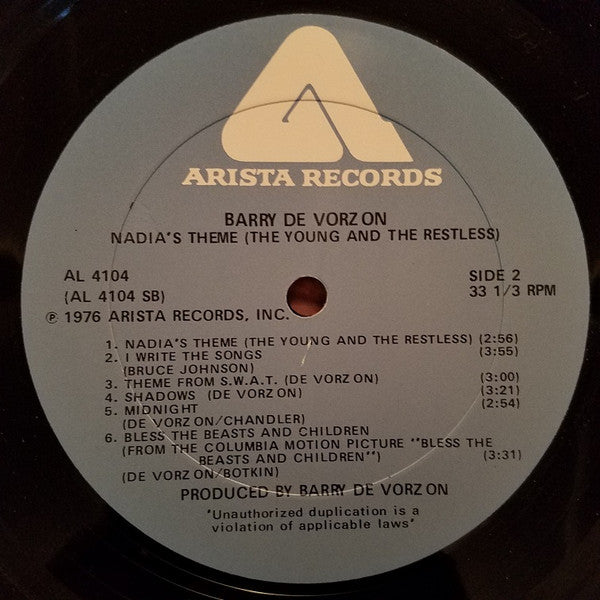 ARISTA RECORDS
BARRY DE VORZON
NADIA'S THEME (THE YOUNG AND THE RESTLESS)
AL 4104
SIDE 2
(AL 4104 SB)
33 1/3 RPM
℗ 1976 ARISTA RECORDS, INC.
1. NADIA'S THEME (THE YOUNG AND THE RESTLESS) (2:56)
2. I WRITE THE SONGS (3:55)
(BRUCE JOHNSON)
3. THEME FROM S.W.A.T. (DE VORZON) (3:00)
4. SHADOWS (DE VORZON) (3:21)
5. MIDNIGHT (2:54)
(DE VORZON/CHANDLER)
6. BLESS THE BEASTS AND CHILDREN
(FROM THE COLUMBIA MOTION PICTURE "BLESS THE
BEASTS AND CHILDREN") (3:31)
(DE VORZON/BOTKIN)
PRODUCED BY BARRY DE VORZON
"Unauthorized duplication is a
violation of applicable laws"